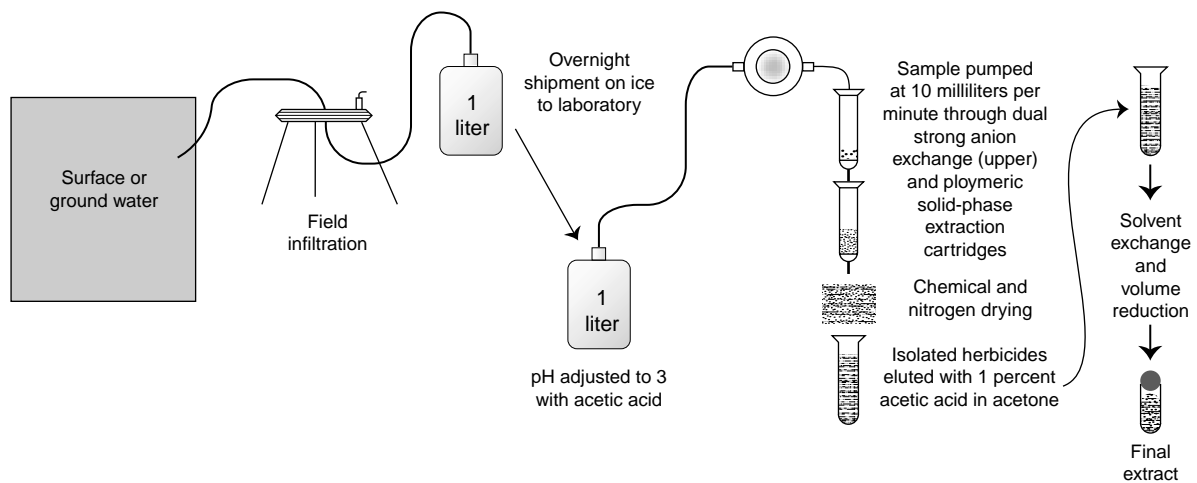 Surface or
ground water
Field
infiltration
1
liter
Overnight
shipment on ice
to laboratory
1
liter
pH adjusted to 3
with acetic acid
Sample pumped
at 10 milliliters per
minute through dual
strong anion
exchange (upper)
and ploymeric
solid-phase
extraction
cartridges
Chemical and
nitrogen drying
Isolated herbicides
eluted with 1 percent
acetic acid in acetone
Solvent
exchange
and
volume
reduction
Final
extract